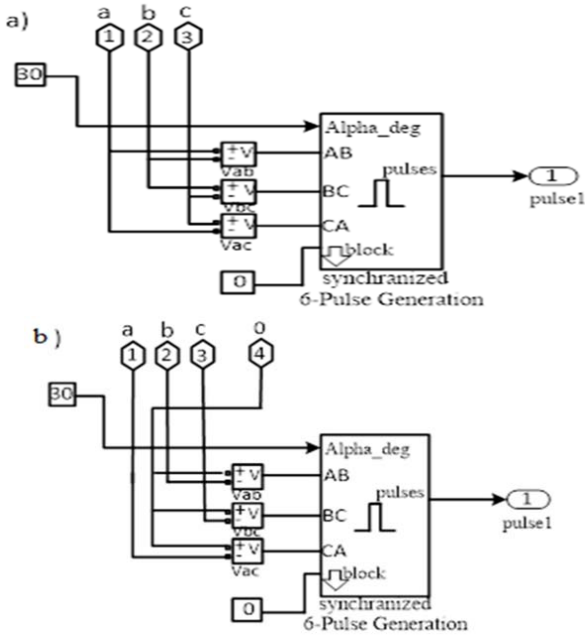 a)
a b c
1 2 3
30
Alpha_deg
+ V AB
-
Vab
pulses
+ V BC
-
Vbc
+ V CA
-
Vac
1
pulse1
block
0
synchranized
6-Pulse Generation
b )
a b c 0
1 2 3 4
30
Alpha_deg
+ V AB
-
Vab
pulses
+ V BC
-
Vbc
+ V CA
-
Vac
1
pulse1
block
0
synchranized
6-Pulse Generation